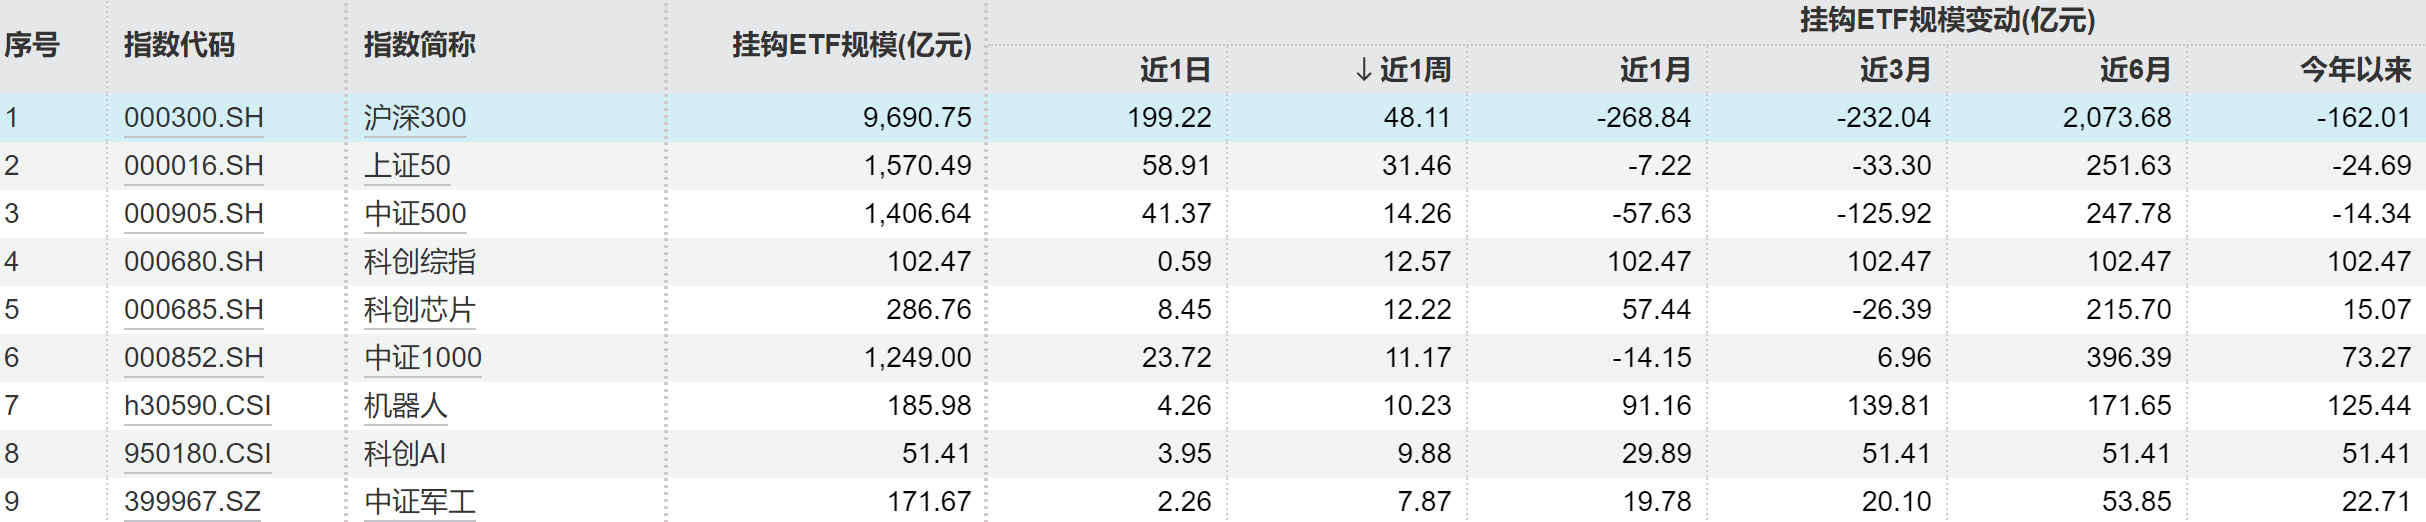 序号 指数代码 指数简称 挂钩ETF规模(亿元) 挂钩ETF规模变动(亿元)
近1日 ↓近1周 近1月 近3月 近6月 今年以来
1 000300.SH 沪深300 9,690.75 199.22 48.11 -268.84 -232.04 2,073.68 -162.01
2 000016.SH 上证50 1,570.49 58.91 31.46 -7.22 -33.30 251.63 -24.69
3 000905.SH 中证500 1,406.64 41.37 14.26 -57.63 -125.92 247.78 -14.34
4 000680.SH 科创综指 102.47 0.59 12.57 102.47 102.47 102.47 102.47
5 000685.SH 科创芯片 286.76 8.45 12.22 57.44 -26.39 215.70 15.07
6 000852.SH 中证1000 1,249.00 23.72 11.17 -14.15 6.96 396.39 73.27
7 h30590.CSI 机器人 185.98 4.26 10.23 91.16 139.81 171.65 125.44
8 950180.CSI 科创AI 51.41 3.95 9.88 29.89 51.41 51.41 51.41
9 399967.SZ 中证军工 171.67 2.26 7.87 19.78 20.10 53.85 22.71